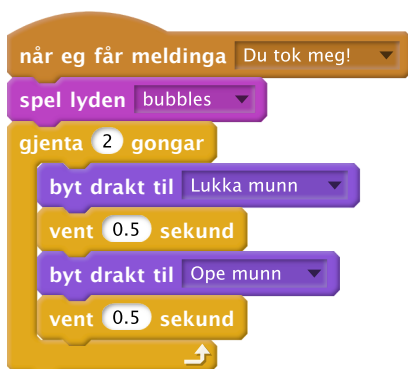 når eg får meldinga Du tok meg!
spel lyden bubbles
gjenta 2 gongar
byt drakt til Lukka munn
vent 0.5 sekund
byt drakt til Ope munn
vent 0.5 sekund